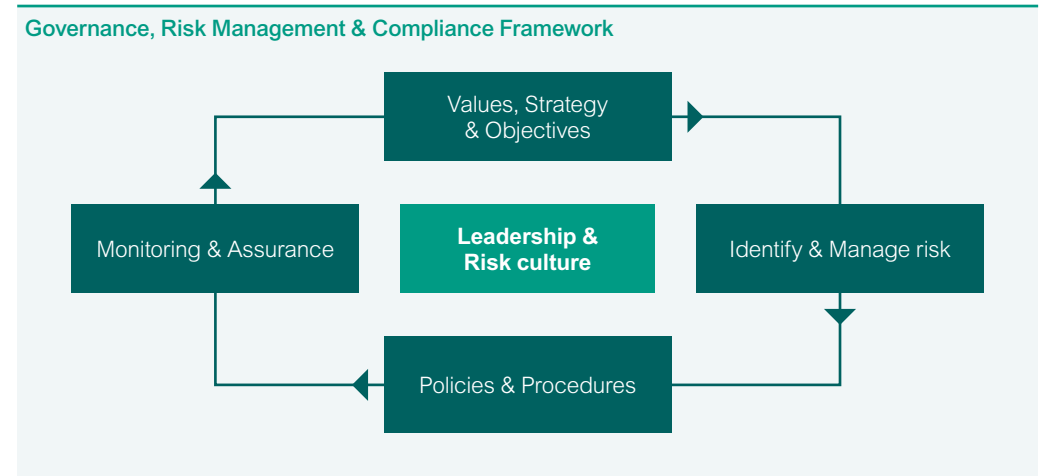 Governance, Risk Management & Compliance Framework
Values, Strategy
& Objectives
Monitoring & Assurance
Leadership &
Risk culture
Identify & Manage risk
Policies & Procedures